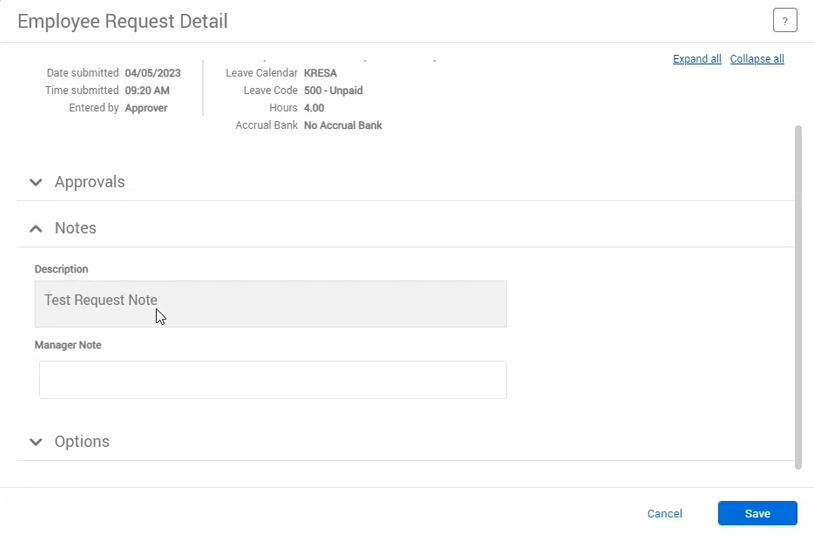 Employee Request Detail
?
Expand all Collapse all
Date submitted 04/05/2023
Time submitted 09:20 AM
Entered by Approver
Leave Calendar KRESA
Leave Code 500 - Unpaid
Hours 4.00
Accrual Bank No Accrual Bank
Approvals
Notes
Description
Test Request Note
Manager Note
Options
Cancel Save